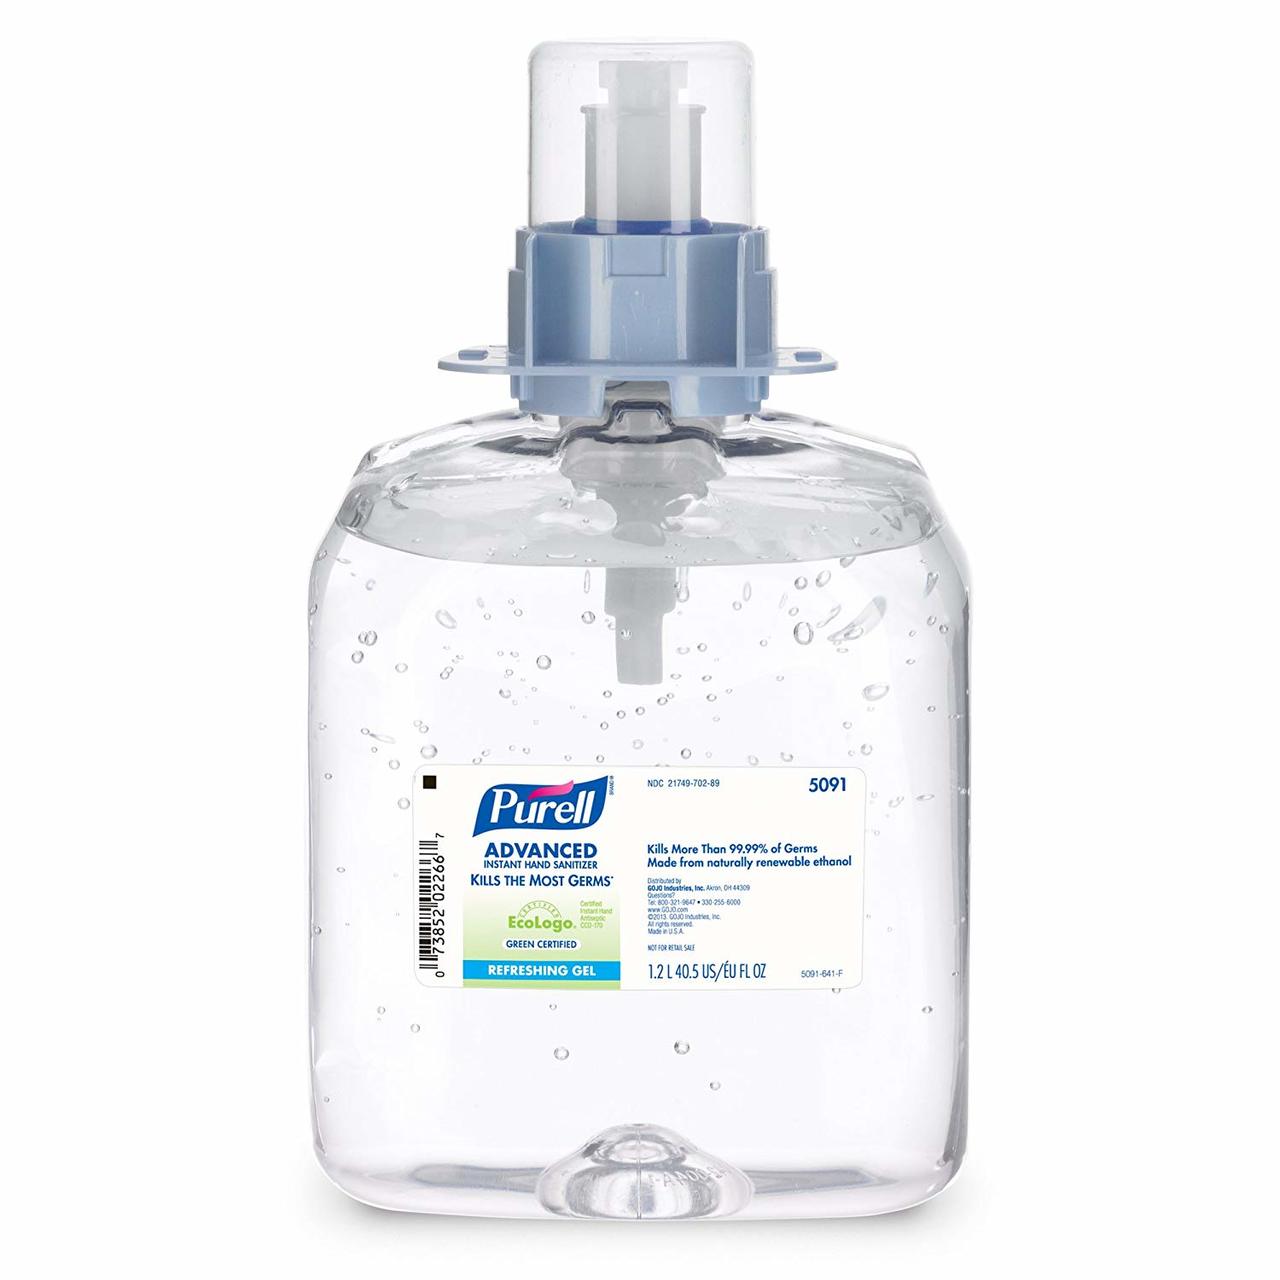 Purell
BRAND
ADVANCED
INSTANT HAND SANITIZER
KILLS THE MOST GERMS*
CERTIFIED
EcoLogo®
Certified
Instant Hand
Antiseptic
CCD-170
GREEN CERTIFIED
REFRESHING GEL
0 73852 02266 7
NDC 21749-702-89
5091
Kills More Than 99.99% of Germs
Made from naturally renewable ethanol
Distributed by
GOJO Industries, Inc. Akron, OH 44309
Questions?
Tel: 800-321-9647 • 330-255-6000
www.GOJO.com
©2013. GOJO Industries, Inc.
All rights reserved.
Made in U.S.A.
NOT FOR RETAIL SALE
1.2 L 40.5 US/ÉU FL OZ
5091-641-F